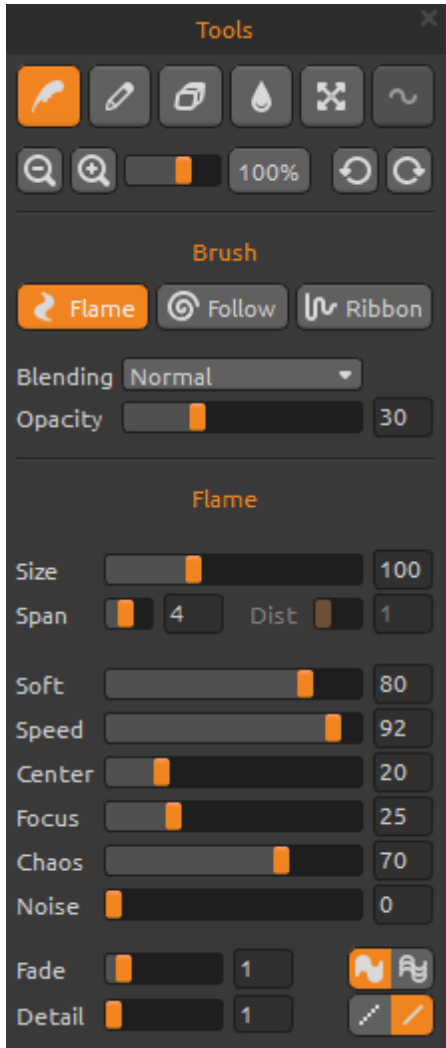 Tools
100%
Brush
Flame Follow Ribbon
Blending Normal
Opacity 30
Flame
Size 100
Span 4 Dist 1
Soft 80
Speed 92
Center 20
Focus 25
Chaos 70
Noise 0
Fade 1
Detail 1